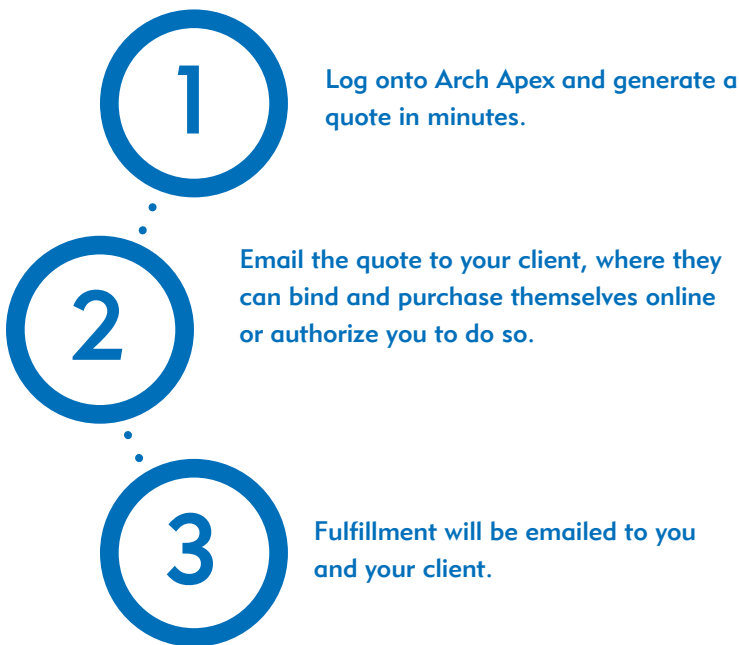 1
Log onto Arch Apex and generate a
quote in minutes.
2
Email the quote to your client, where they
can bind and purchase themselves online
or authorize you to do so.
3
Fulfillment will be emailed to you
and your client.